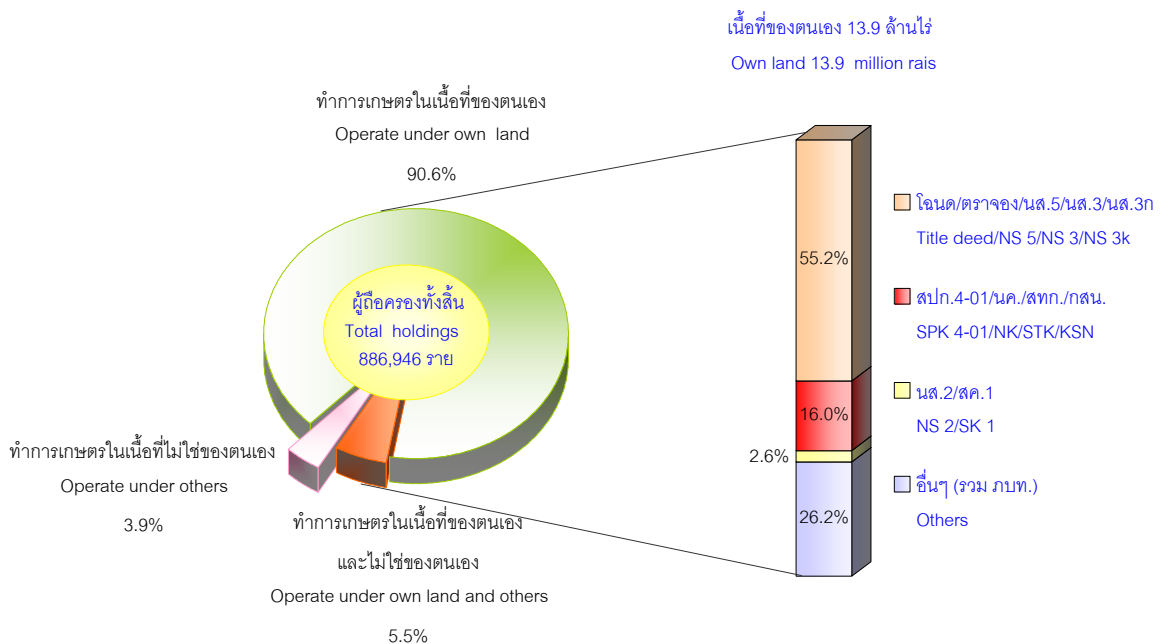 เนื้อที่ของตนเอง 13.9 ล้านไร่
Own land 13.9 million rais
ทำการเกษตรในเนื้อที่ของตนเอง
Operate under own land
90.6%
ผู้ถือครองทั้งสิ้น
Total holdings
886,946 ราย
ทำการเกษตรในเนื้อที่ไม่ใช่ของตนเอง
Operate under others
3.9%
ทำการเกษตรในเนื้อที่ของตนเอง
และไม่ใช่ของตนเอง
Operate under own land and others
5.5%
55.2%
16.0%
2.6%
26.2%
โฉนด/ตราจอง/นส.5/นส.3/นส.3ก
Title deed/NS 5/NS 3/NS 3k
สปก.4-01/นค./สทก./กสน.
SPK 4-01/NK/STK/KSN
นส.2/สค.1
NS 2/SK 1
อื่นๆ (รวม ภบท.)
Others